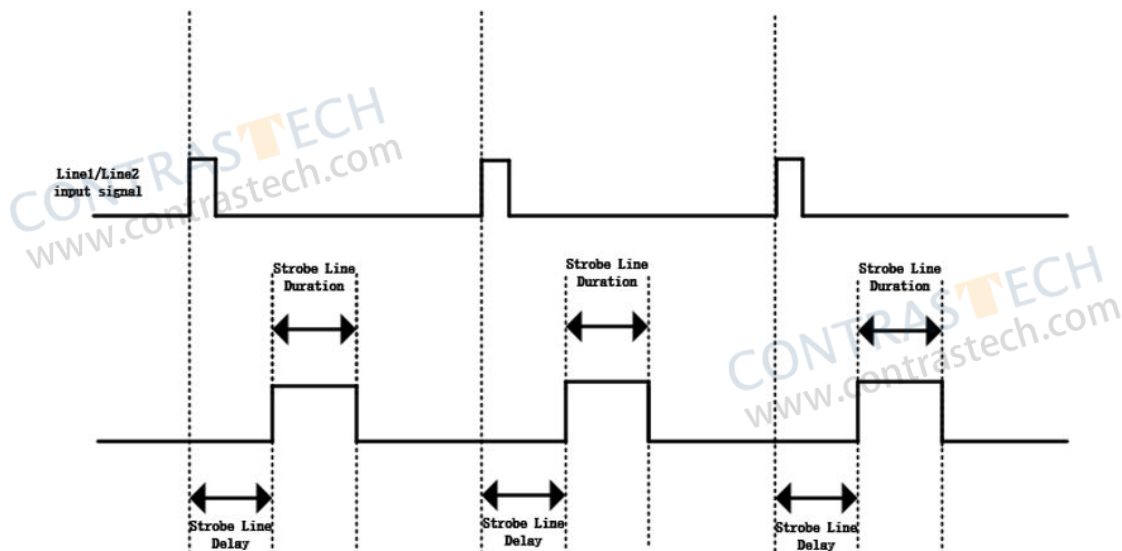 CONTRASTECH
www.contrastech.com
Line1/Line2
input signal
Strobe Line
Duration
Strobe Line
Duration
Strobe Line
Duration
CONTRASTECH
www.contrastech.com
Strobe Line
Delay
Strobe Line
Delay
Strobe Line
Delay